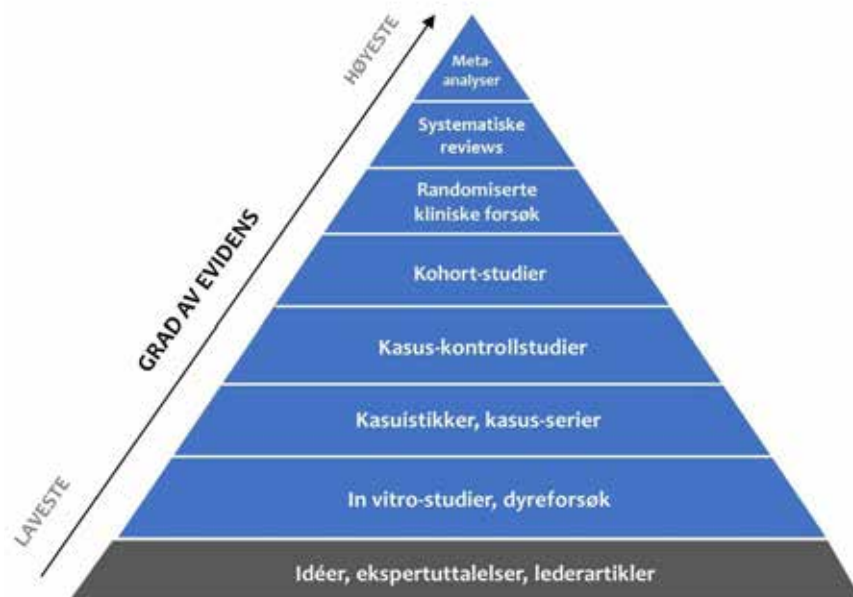 HØYESTE
GRAD AV EVIDENS
LAVESTE
Meta-
analyser
Systematiske
reviews
Randomiserte
kliniske forsøk
Kohort-studier
Kasus-kontrollstudier
Kasuistikker, kasus-serier
In vitro-studier, dyreforsøk
Idéer, ekspertuttalelser, lederartikler